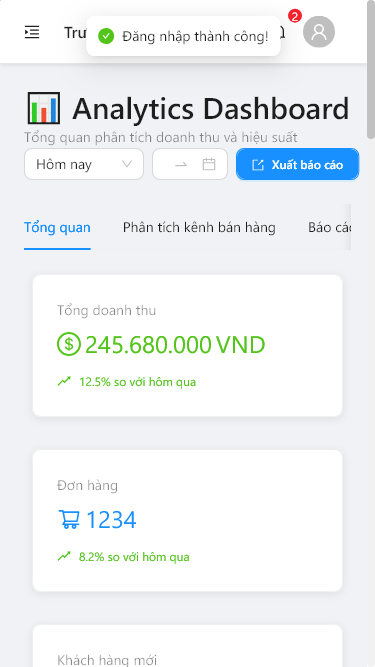 Đăng nhập thành công!
2
Analytics Dashboard
Tổng quan phân tích doanh thu và hiệu suất
Hôm nay
Xuất báo cáo
Tổng quan
Phân tích kênh bán hàng
Báo
Tổng doanh thu
245.680.000 VND
12.5% so với hôm qua
Đơn hàng
1234
8.2% so với hôm qua
Khách hàng mới